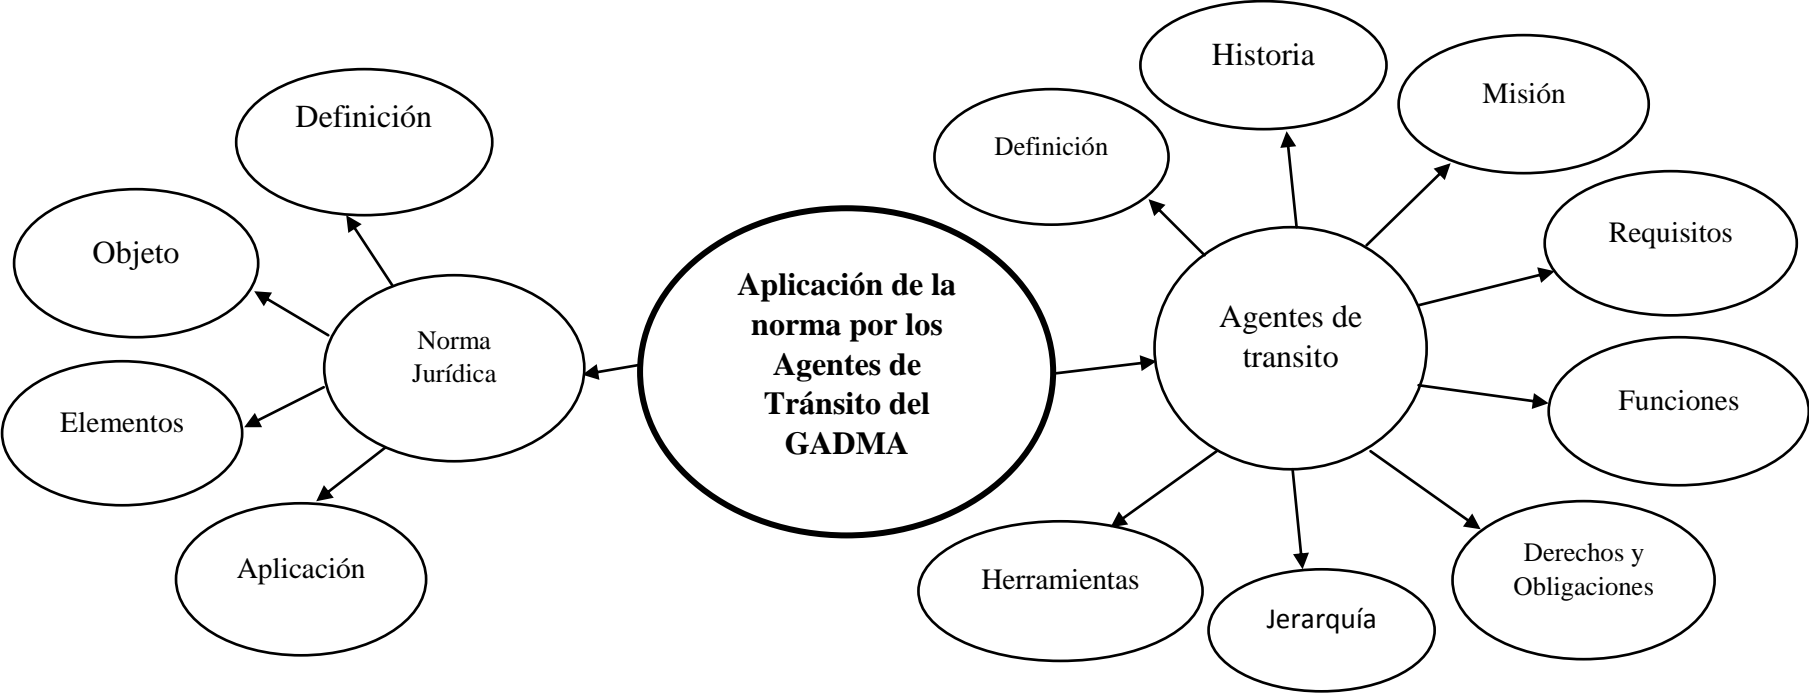 Historia
Misión
Definición
Definición
Requisitos
Objeto
Aplicación de la
norma por los
Agentes de
Tránsito del
GADMA
Agentes de
transito
Norma
Jurídica
Funciones
Elementos
Derechos y
Obligaciones
Aplicación
Herramientas
Jerarquía